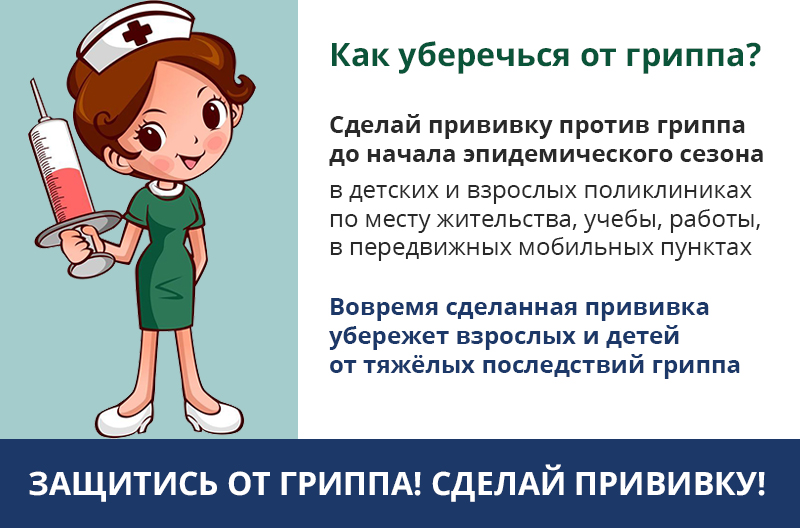 Как уберечься от гриппа?
Сделай прививку против гриппа
до начала эпидемического сезона
в детских и взрослых поликлиниках
по месту жительства, учебы, работы,
в передвижных мобильных пунктах
Вовремя сделанная прививка
убережет взрослых и детей
от тяжёлых последствий гриппа
ЗАЩИТИСЬ ОТ ГРИППА! СДЕЛАЙ ПРИВИВКУ!